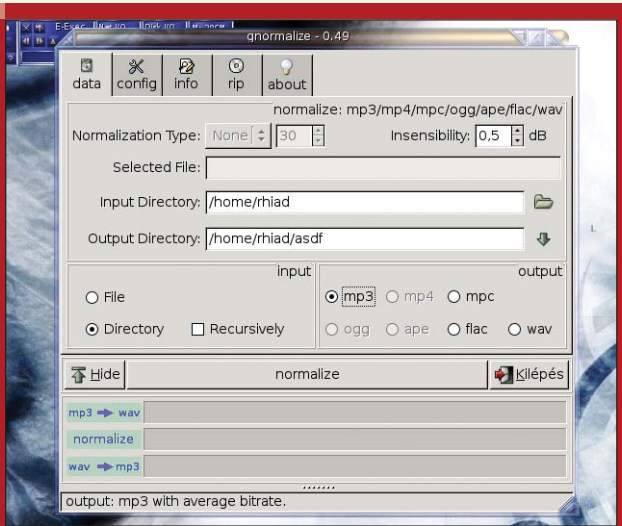 gnormalize - 0.49
data config info rip about
normalize: mp3/mp4/mpc/ogg/ape/flac/wav
Normalization Type: None 30 Insensibility: 0,5 dB
Selected File:
Input Directory: /home/rhiad
Output Directory: /home/rhiad/asdf
input output
File mp3 mp4 mpc
Directory Recursively ogg ape flac wav
Hide normalize Kilépés
mp3 wav
normalize
wav mp3
output: mp3 with average bitrate.